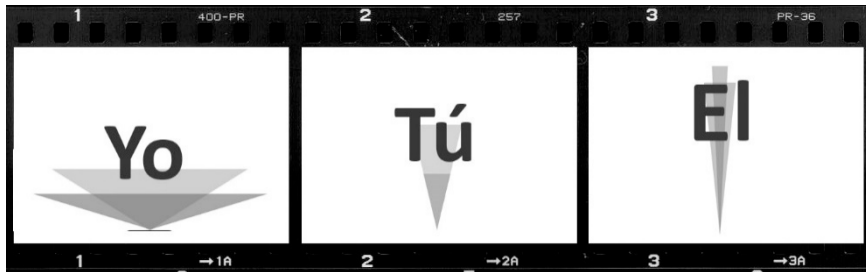 1 400-PR 2 257 3 PR-36
Yo Tú El
1 →1A 2 →2A 3 →3A